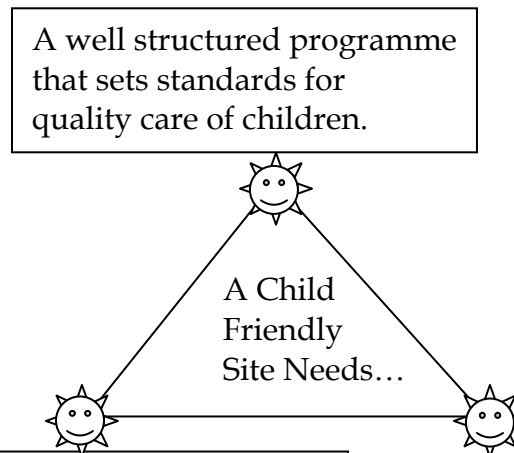 A well structured programme
that sets standards for
quality care of children.
A Child
Friendly
Site Needs…